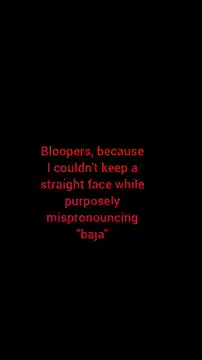 Bloopers, because
I couldn't keep a
straight face while
purposely
mispronouncing
"baja"